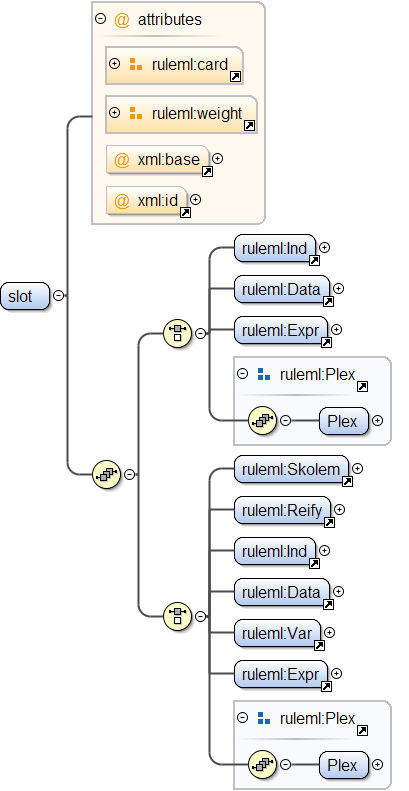 attributes
ruleml:card
ruleml:weight
xml:base
xml:id
slot
ruleml:Ind
ruleml:Data
ruleml:Expr
ruleml:Plex
Plex
ruleml:Skolem
ruleml:Reify
ruleml:Ind
ruleml:Data
ruleml:Var
ruleml:Expr
ruleml:Plex
Plex